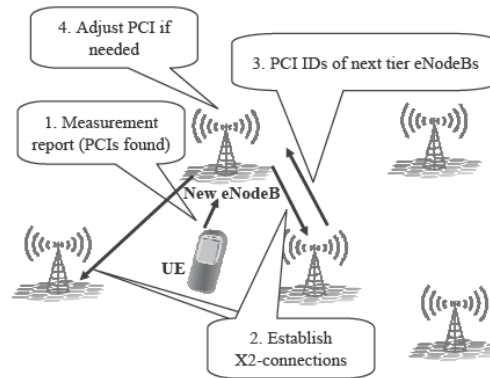 4. Adjust PCI if
needed
3. PCI IDs of next tier eNodeBs
1. Measurement
report (PCIs found)
New eNodeB
UE
2. Establish
X2-connections